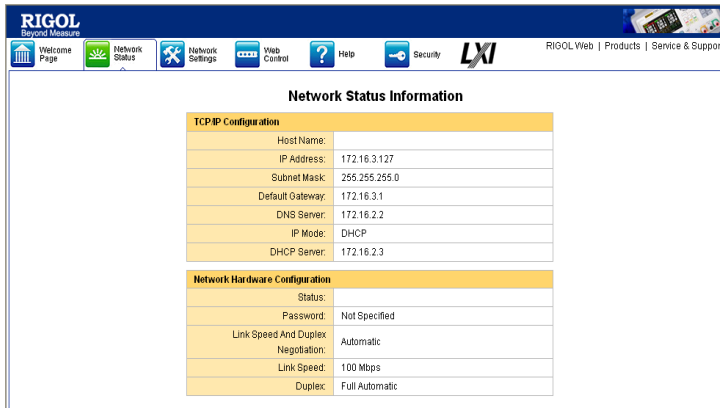 RIGOL
Beyond Measure
Welcome Page
Network Status
Network Settings
Web Control
Help
Security
LXI
RIGOL Web | Products | Service & Suppor
Network Status Information
TCP/IP Configuration
Host Name:
IP Address: 172.16.3.127
Subnet Mask: 255.255.255.0
Default Gateway: 172.16.3.1
DNS Server: 172.16.2.2
IP Mode: DHCP
DHCP Server: 172.16.2.3
Network Hardware Configuration
Status:
Password: Not Specified
Link Speed And Duplex
Negotiation: Automatic
Link Speed: 100 Mbps
Duplex: Full Automatic